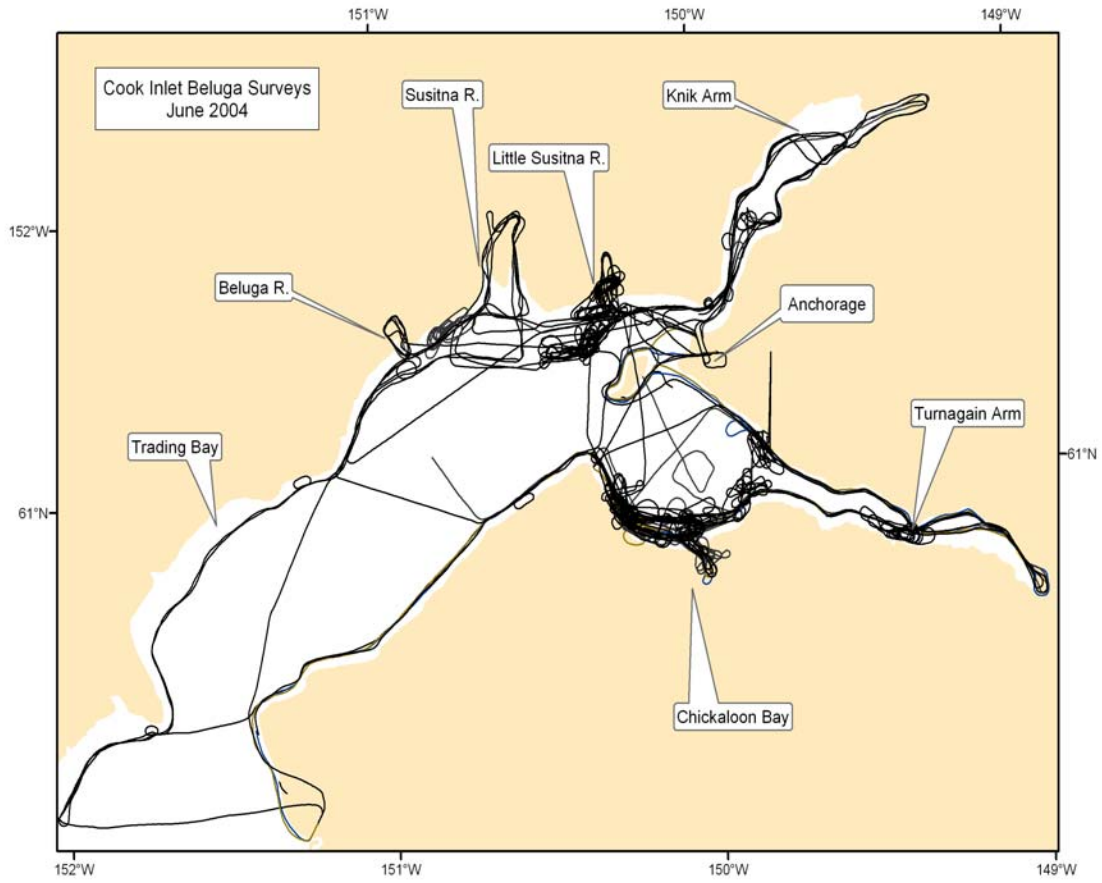 151°W
150°W
149°W
Cook Inlet Beluga Surveys
June 2004
Susitna R.
Knik Arm
Little Susitna R.
152°W
Beluga R.
Anchorage
Turnagain Arm
Trading Bay
61°N
61°N
Chickaloon Bay
152°W
151°W
150°W
149°W